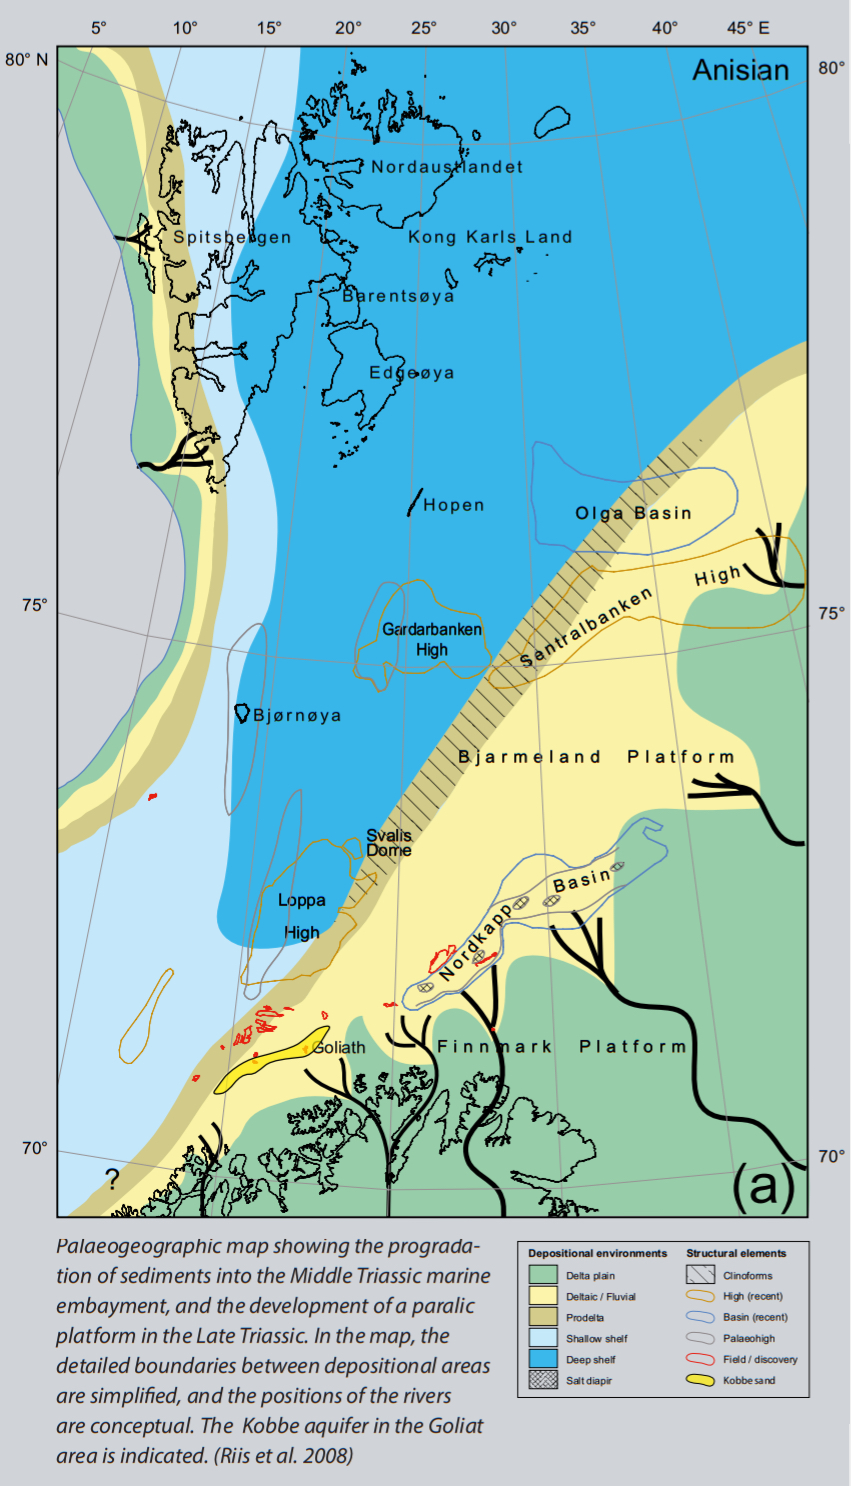 5° 10° 15° 20° 25° 30° 35° 40° 45° E
80° N
80°
Anisian
Nordaustlandet
Spitsbergen
Kong Karls Land
Barentsøya
Edgeøya
Hopen
Olga Basin
Sentralbanken High
75°
75°
Gardarbanken
High
Bjørnøya
Bjarmeland Platform
Svalis
Dome
Loppa
High
Nordkapp Basin
Goliath
Finnmark Platform
70°
70°
?
(a)
Palaeogeographic map showing the prograda-
tion of sediments into the Middle Triassic marine
embayment, and the development of a paralic
platform in the Late Triassic. In the map, the
detailed boundaries between depositional areas
are simplified, and the positions of the rivers
are conceptual. The Kobbe aquifer in the Goliat
area is indicated. (Riis et al. 2008)
Depositional environments
Delta plain
Deltaic / Fluvial
Prodelta
Shallow shelf
Deep shelf
Salt diapir
Structural elements
Clinoforms
High (recent)
Basin (recent)
Palaeohigh
Field / discovery
Kobbe sand